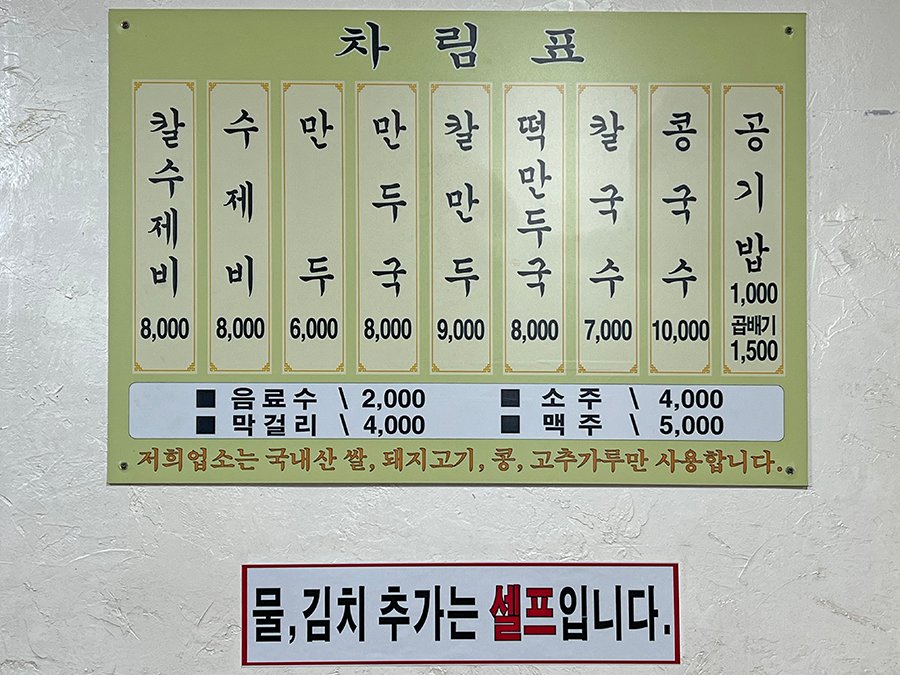 차림표
칼수제비 8,000
수제비 8,000
만두 6,000
만두국 8,000
칼만두 9,000
떡만두국 8,000
칼국수 7,000
콩국수 10,000
공기밥 1,000
곱배기 1,500
■ 음료수 \ 2,000
■ 소주 \ 4,000
■ 막걸리 \ 4,000
■ 맥주 \ 5,000
저희업소는 국내산 쌀, 돼지고기, 콩, 고추가루만 사용합니다.
물,김치 추가는 셀프입니다.